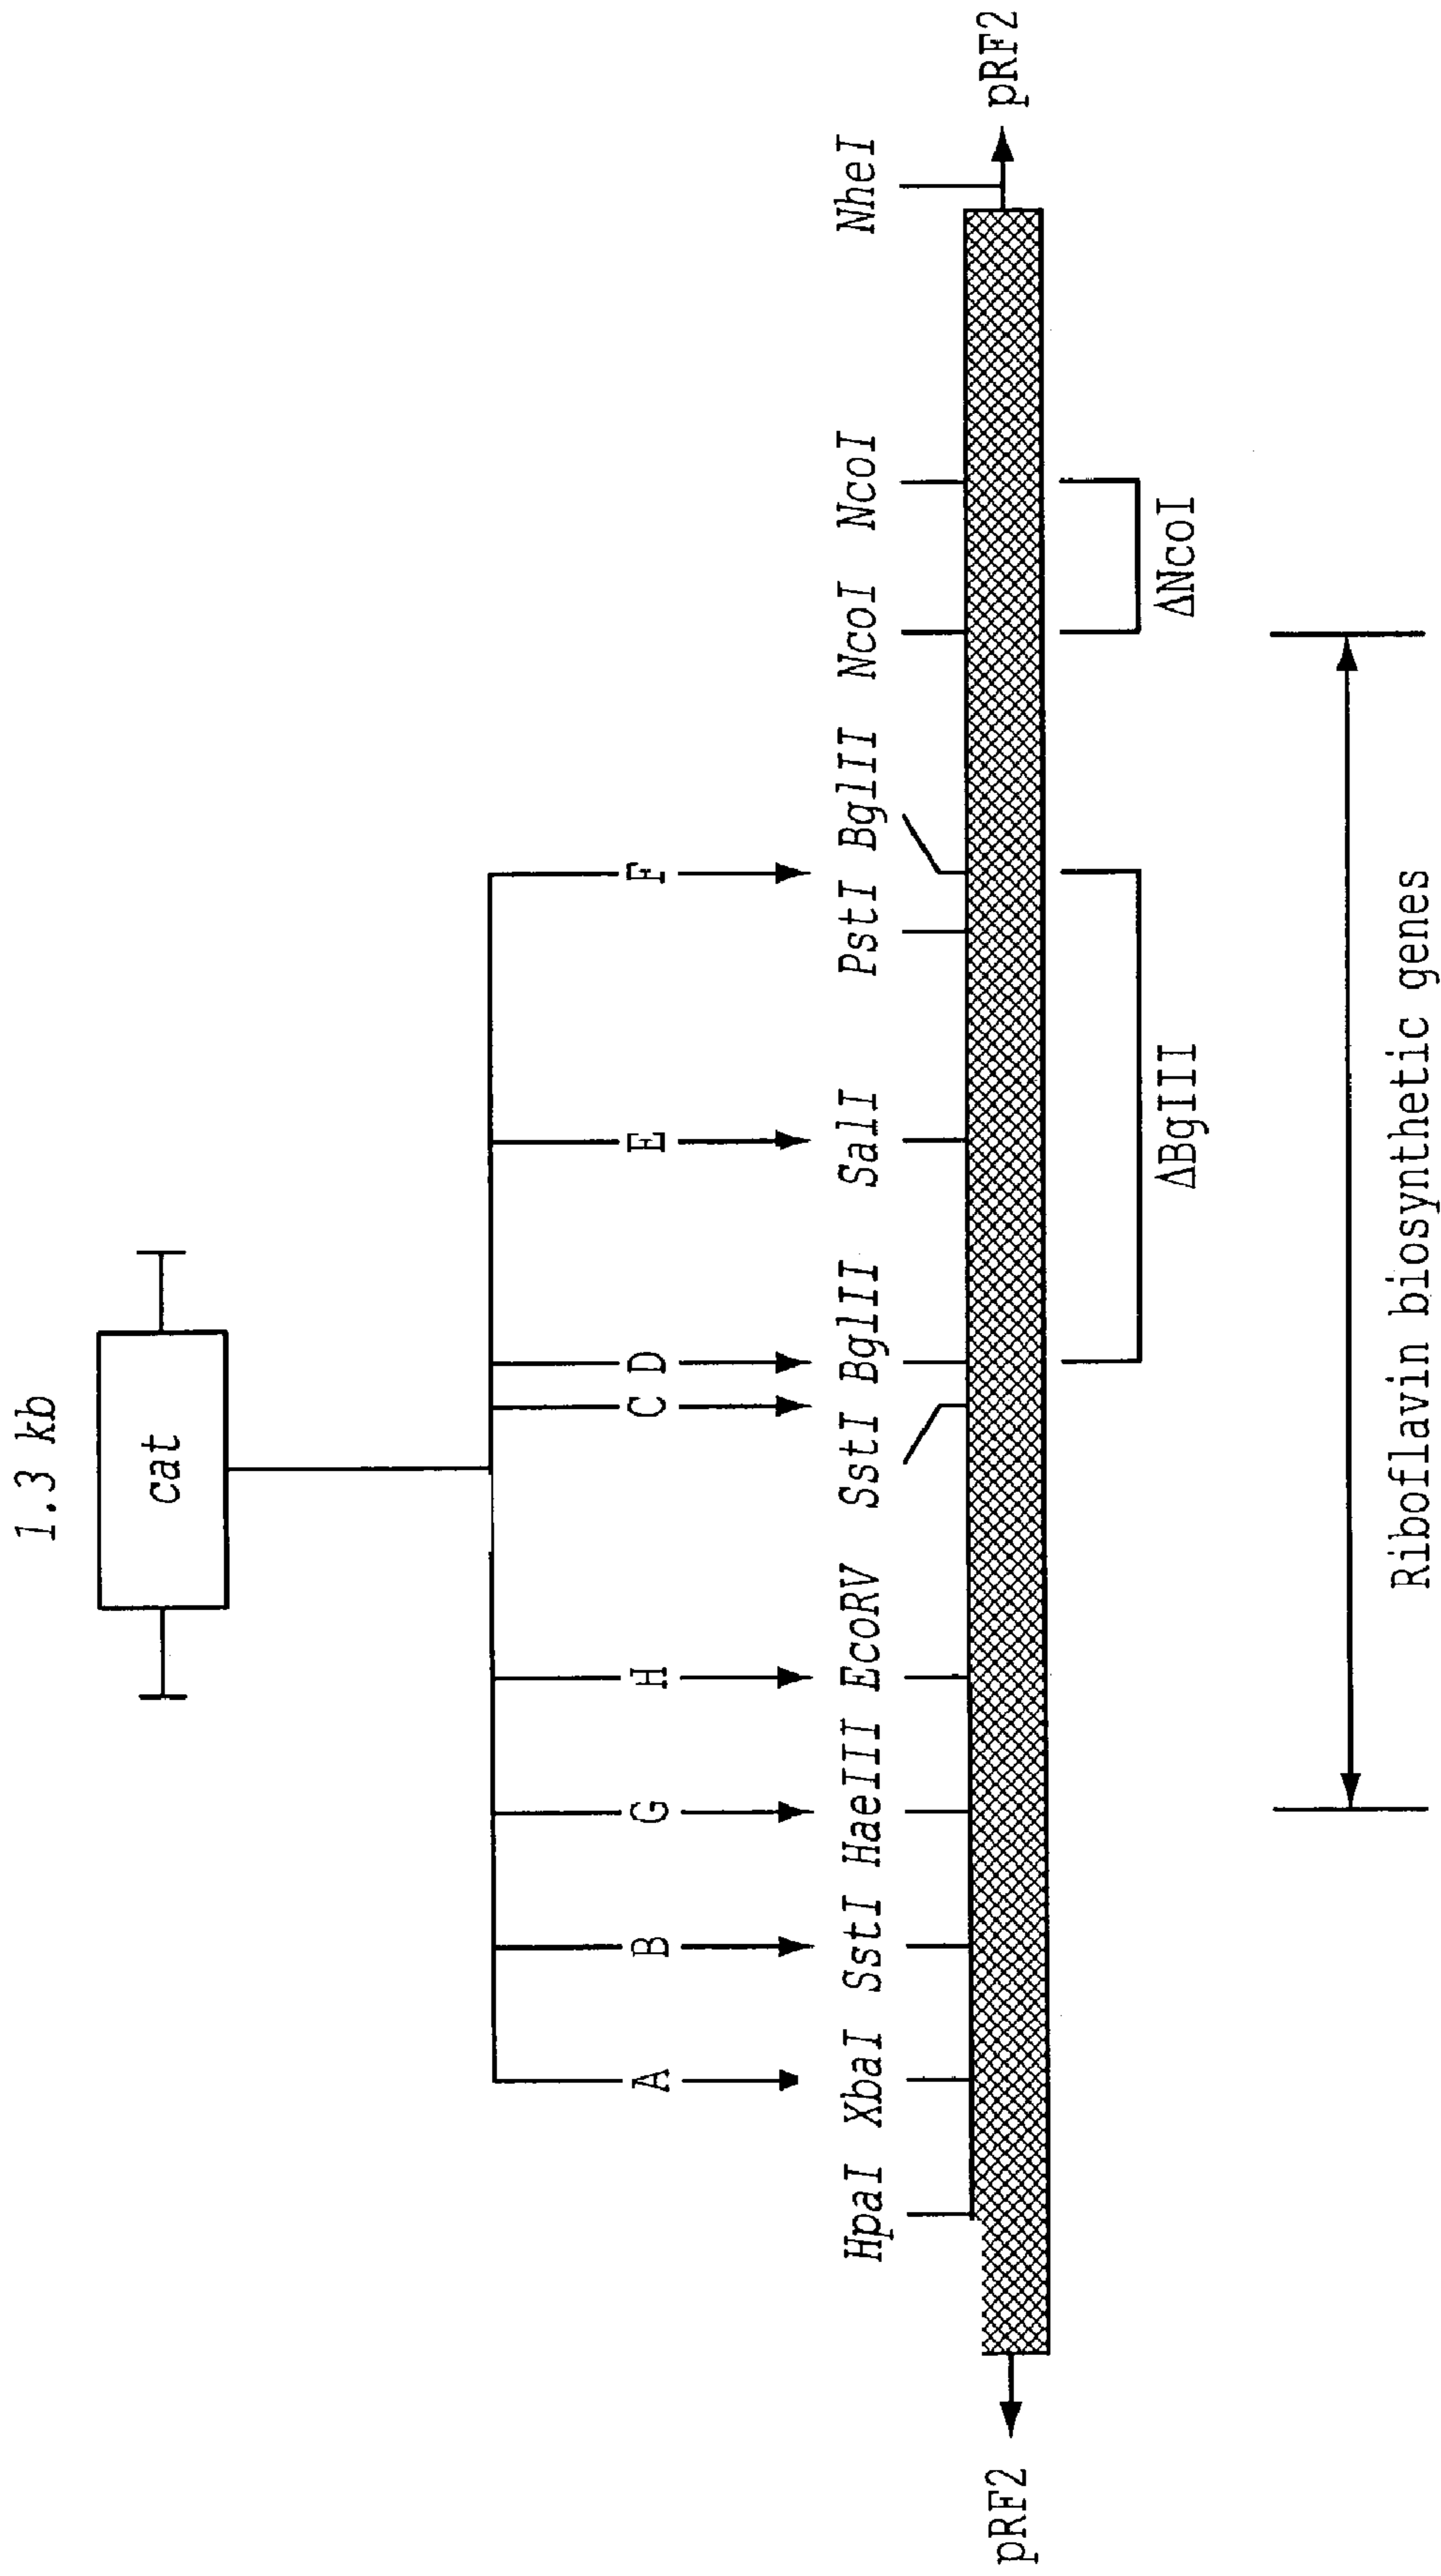 1.3 kb
cat
A B G H C D E F
HpaI XbaI SstI HaeIII EcoRV SstI BglII SalI PstI BglII NcoI NcoI NheI
pRF2 pRF2
ΔBglII ΔNcoI
Riboflavin biosynthetic genes